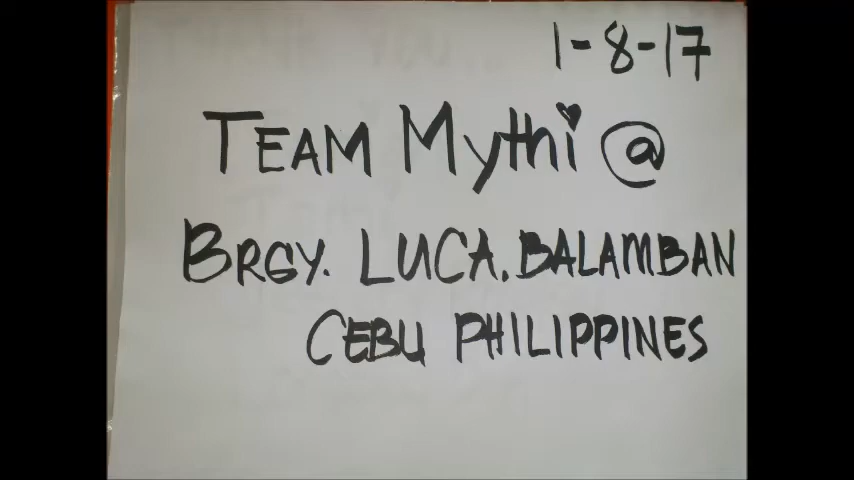 1-8-17
TEAM Mythi @
BRGY. LUCA, BALAMBAN
CEBU PHILIPPINES